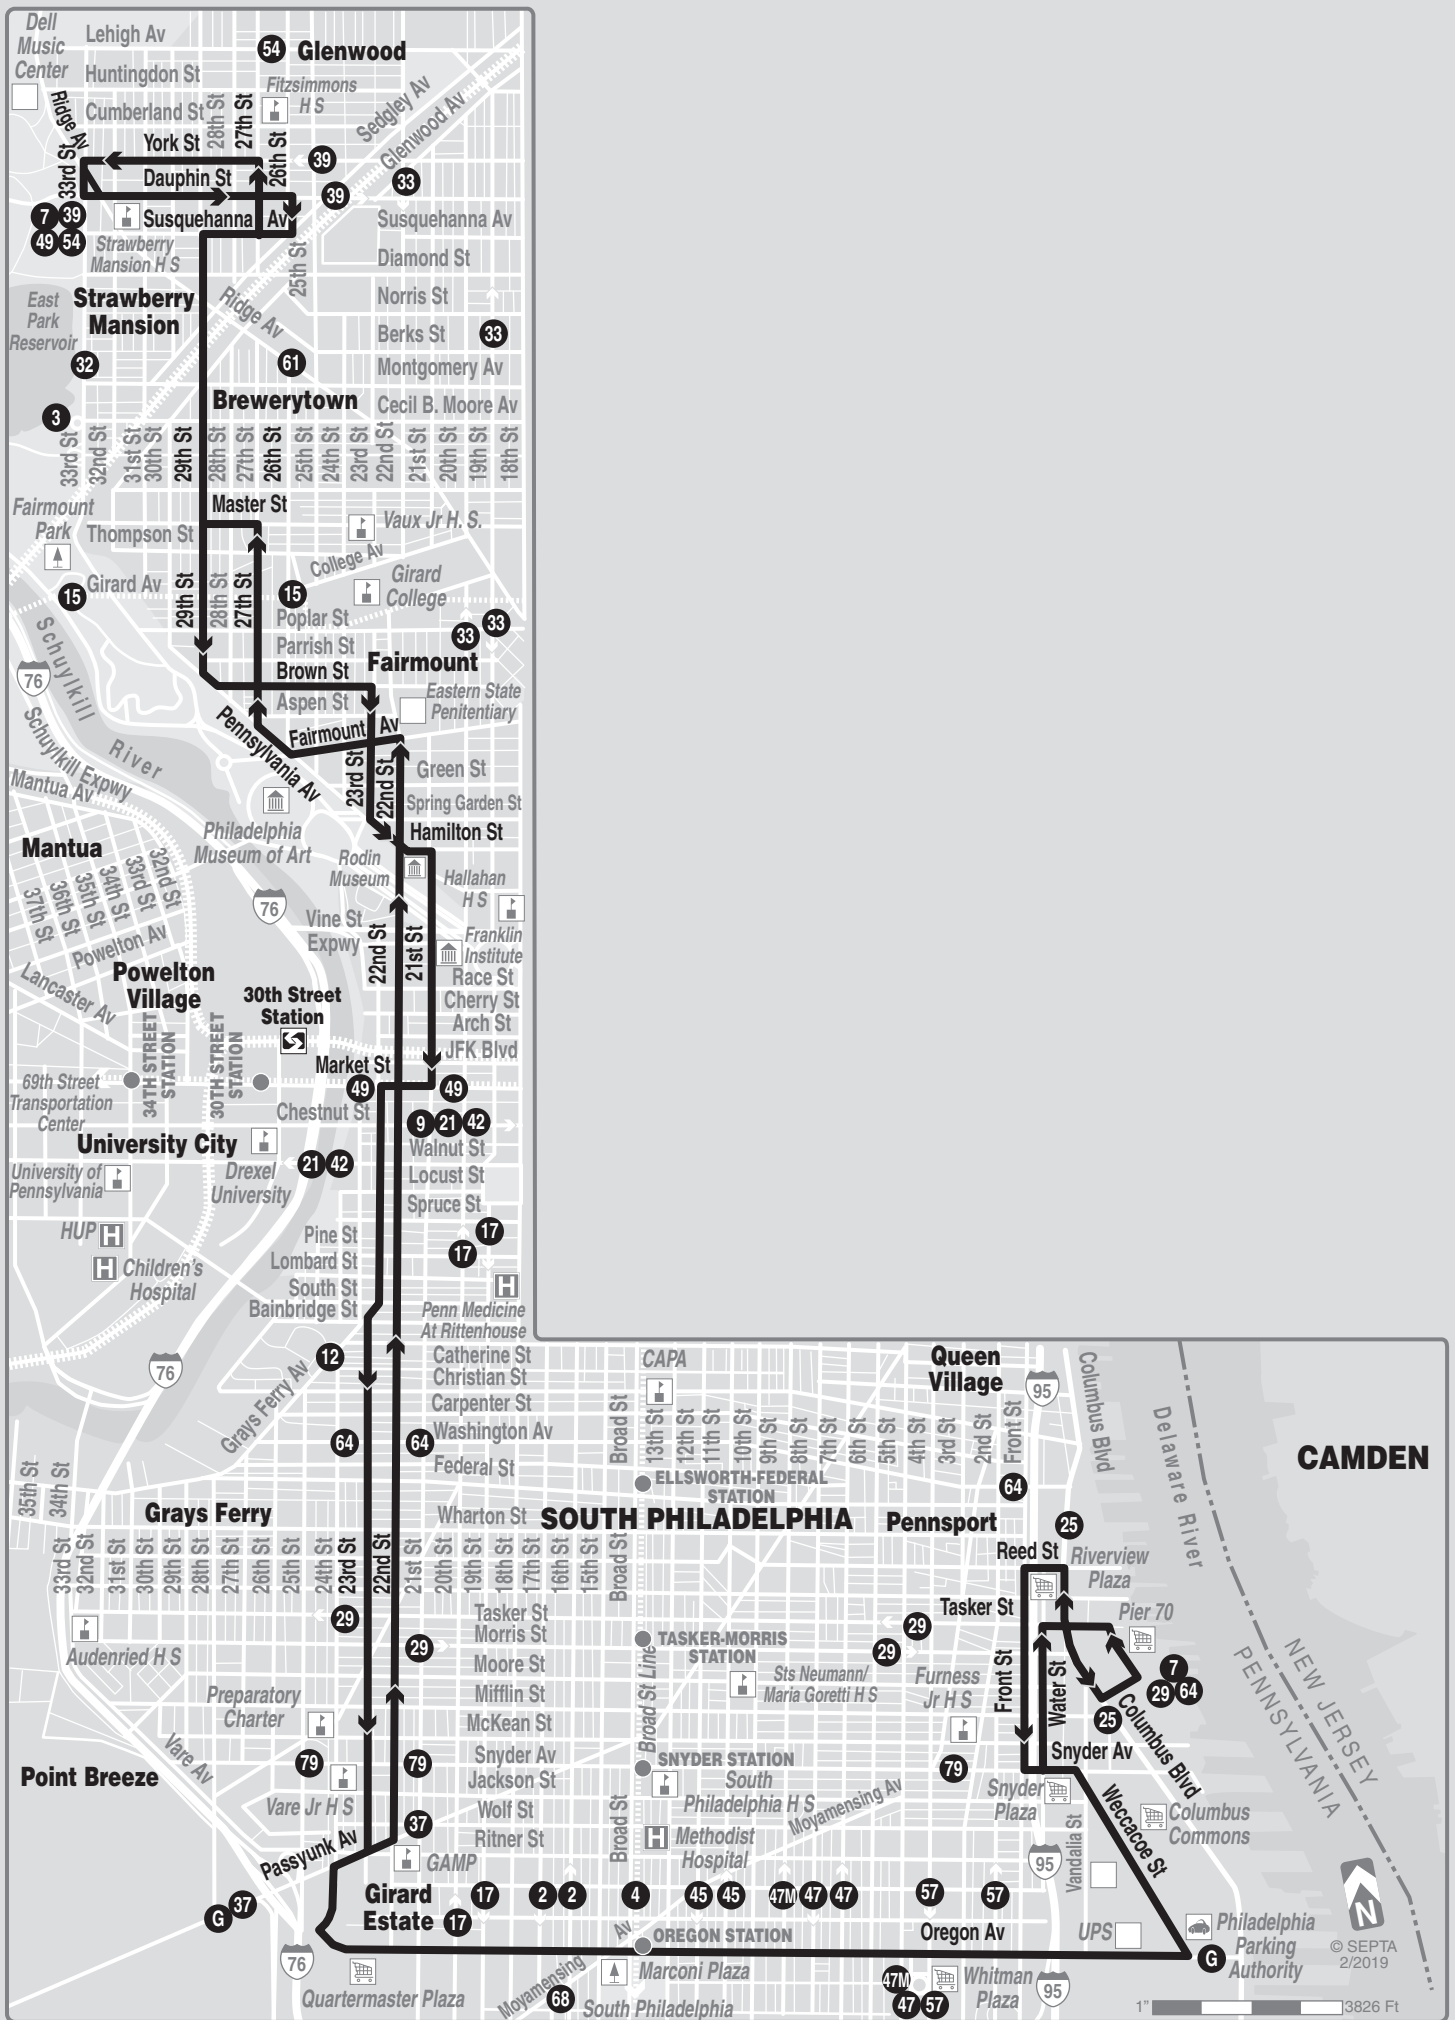 Dell
Music
Center
Lehigh Av
54
Glenwood
Huntingdon St
Fitzsimmons
H S
Cumberland St
Ridge Av
28th St
27th St
26th St
Sedgley Av
Glenwood Av
York St
39
33rd St
Dauphin St
39
33
7
39
49
54
Susquehanna Av
Susquehanna Av
Strawberry
Mansion H S
25th St
Diamond St
East
Park
Reservoir
Strawberry
Mansion
Ridge Av
Norris St
Berks St
33
32
61
Montgomery Av
Brewerytown
Cecil B. Moore Av
3
33rd St
32nd St
31st St
30th St
29th St
28th St
27th St
26th St
25th St
24th St
23rd St
22nd St
21st St
20th St
19th St
18th St
Fairmount
Park
Master St
Thompson St
Vaux Jr H. S.
College Av
Girard
College
Girard Av
15
29th St
28th St
27th St
15
Poplar St
Parrish St
33
33
Schuylkill
River
Brown St
Fairmount
76
Aspen St
Eastern State
Penitentiary
Schuylkill Expwy
Pennsylvania Av
Fairmount Av
23rd St
22nd St
Green St
Mantua Av
Spring Garden St
Hamilton St
Mantua
Philadelphia
Museum of Art
Rodin
Museum
Hallahan
H S
37th St
36th St
35th St
34th St
33rd St
32nd St
76
Vine St
Expwy
22nd St
21st St
Franklin
Institute
Powelton Av
Lancaster Av
Powelton
Village
30th Street
Station
Race St
Cherry St
Arch St
JFK Blvd
34TH STREET
STATION
30TH STREET
STATION
Market St
69th Street
Transportation
Center
49
49
Chestnut St
9
21
42
University City
Walnut St
Drexel
University
21
42
University of
Pennsylvania
Locust St
Spruce St
HUP
Pine St
17
17
Children's
Hospital
Lombard St
South St
Bainbridge St
Penn Medicine
At Rittenhouse
76
12
Grays Ferry Av
Catherine St
Christian St
Carpenter St
Washington Av
64
64
Federal St
CAPA
Queen
Village
95
Columbus Blvd
Delaware River
CAMDEN
Broad St
13th St
12th St
11th St
10th St
9th St
8th St
7th St
6th St
5th St
4th St
3rd St
2nd St
Front St
35th St
34th St
ELLSWORTH-FEDERAL
STATION
64
Grays Ferry
Wharton St
SOUTH PHILADELPHIA
Pennsport
25
33rd St
32nd St
31st St
30th St
29th St
28th St
27th St
26th St
25th St
24th St
23rd St
22nd St
21st St
20th St
19th St
18th St
17th St
16th St
15th St
Broad St
Reed St
Riverview
Plaza
29
Tasker St
Tasker St
Pier 70
Audenried H S
29
Morris St
TASKER-MORRIS
STATION
29
29
Moore St
Broad St Line
Sts Neumann/
Maria Goretti H S
Furness
Jr H S
Front St
Water St
7
29
64
25
Columbus Blvd
NEW JERSEY
PENNSYLVANIA
Preparatory
Charter
Mifflin St
McKean St
Vare Av
79
79
Snyder Av
SNYDER STATION
79
Snyder Av
Point Breeze
Jackson St
South
Philadelphia H S
Moyamensing Av
Snyder
Plaza
Vare Jr H S
Wolf St
Weccacoe St
Columbus
Commons
37
Ritner St
Broad St
Methodist
Hospital
Vandalia St
Passyunk Av
GAMP
95
Girard
Estate
G
37
17
17
2
2
4
45
45
47M
47
47
57
57
Oregon Av
UPS
Philadelphia
Parking
Authority
G
N
OREGON STATION
76
Quartermaster Plaza
Moyamensing Av
68
Marconi Plaza
South Philadelphia
47M
47
57
Whitman
Plaza
95
© SEPTA
2/2019
1"
3826 Ft